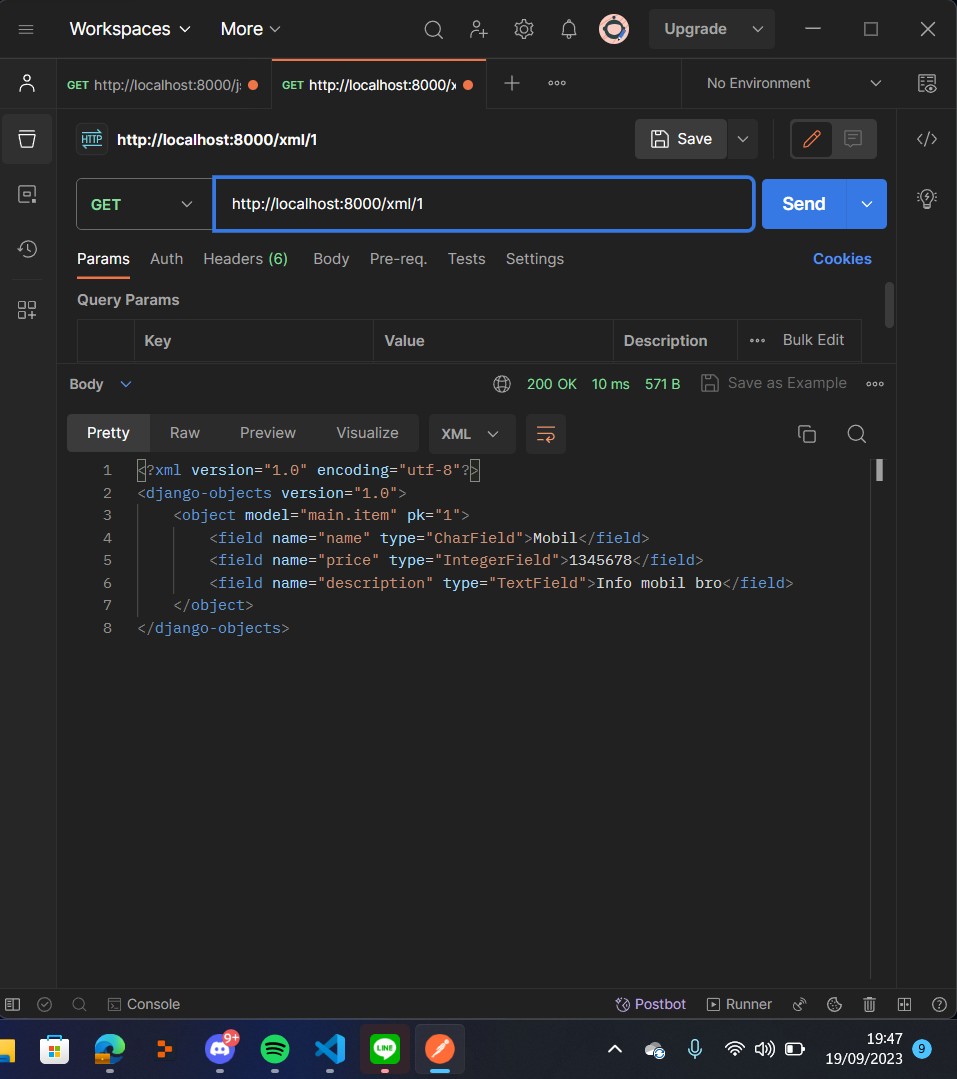 Workspaces More Upgrade
GET http://localhost:8000/j GET http://localhost:8000/x No Environment
HTTP http://localhost:8000/xml/1 Save
GET http://localhost:8000/xml/1 Send
Params Auth Headers (6) Body Pre-req. Tests Settings Cookies
Query Params
Key Value Description Bulk Edit
Body 200 OK 10 ms 571 B Save as Example
Pretty Raw Preview Visualize XML
1 <?xml version="1.0" encoding="utf-8"?>
2 <django-objects version="1.0">
3 <object model="main.item" pk="1">
4 <field name="name" type="CharField">Mobil</field>
5 <field name="price" type="IntegerField">1345678</field>
6 <field name="description" type="TextField">Info mobil bro</field>
7 </object>
8 </django-objects>
Console Postbot Runner
9+ LINE 19:47
19/09/2023 9